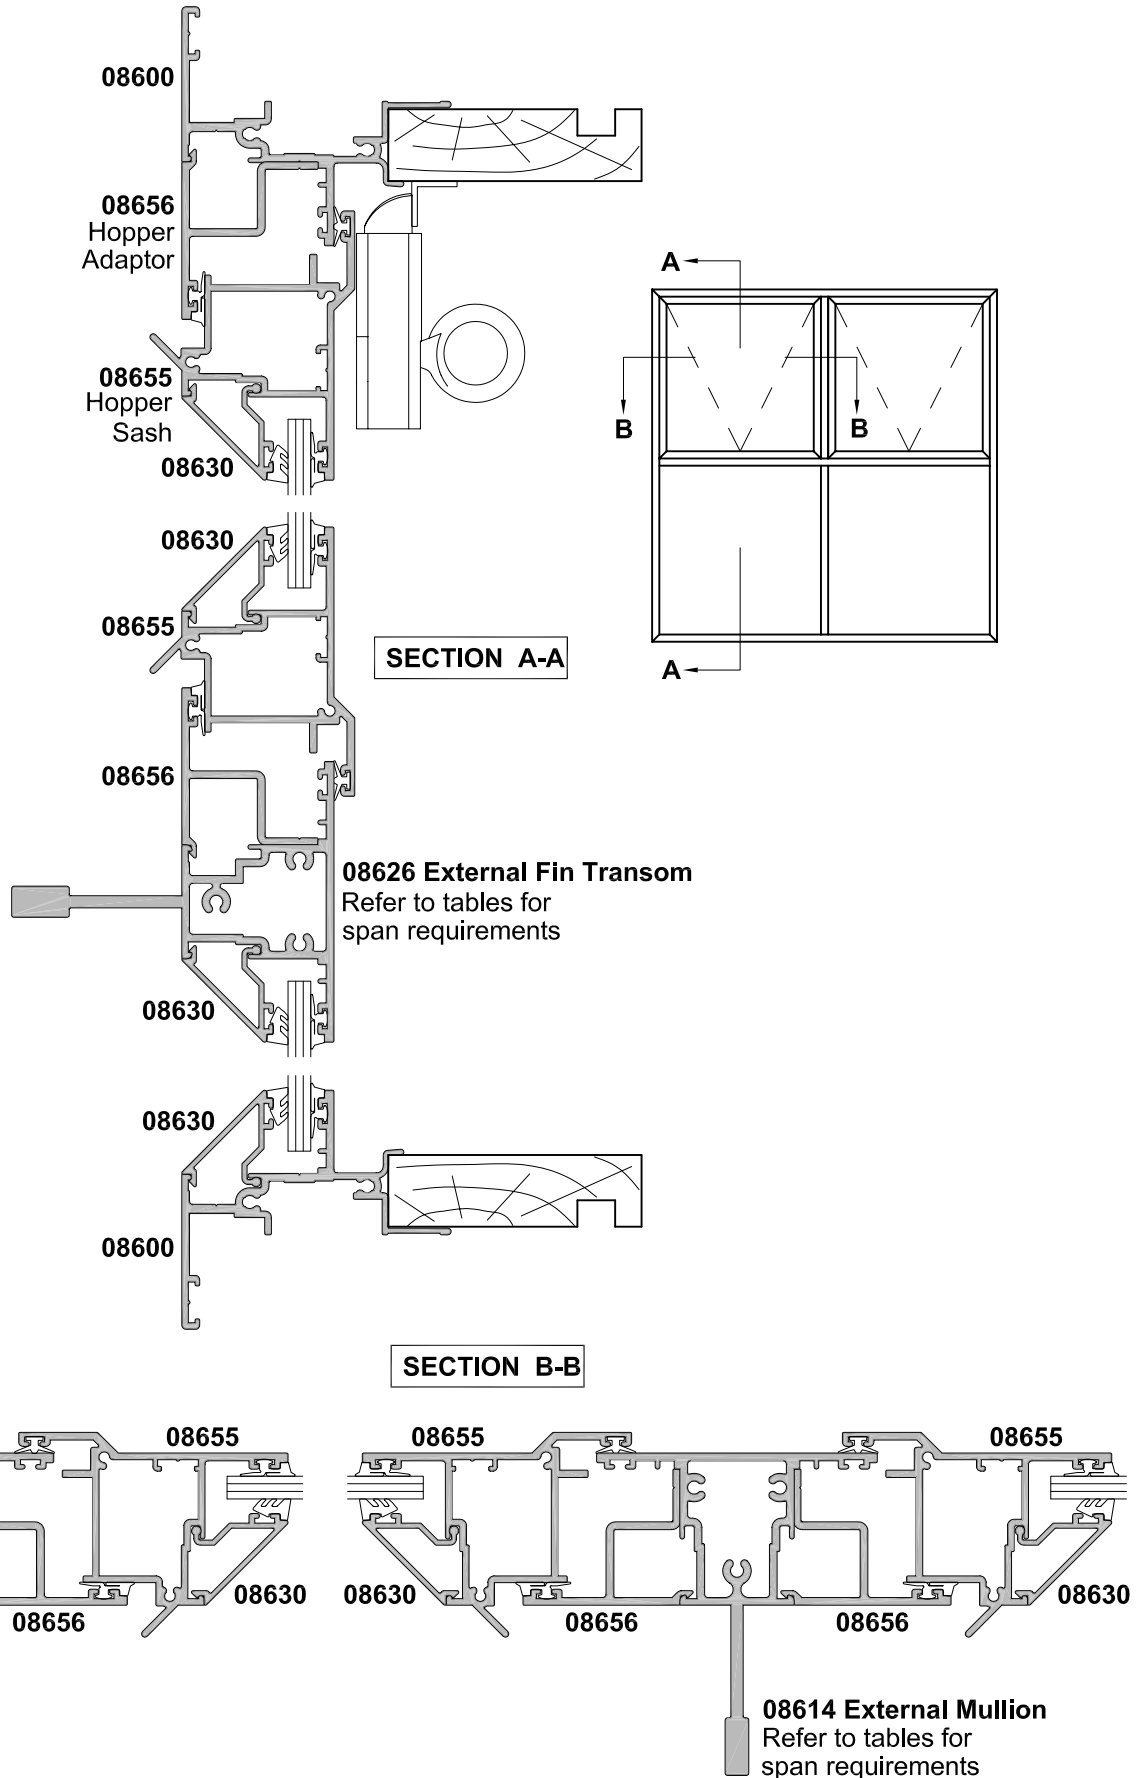 08600
08656
Hopper
Adaptor
08655
Hopper
Sash
08630
A
B
B
A
08630
08655
SECTION A-A
08656
08626 External Fin Transom
Refer to tables for
span requirements
08630
08630
08600
SECTION B-B
08655
08655
08655
08630
08630
08630
08656
08656
08656
08614 External Mullion
Refer to tables for
span requirements